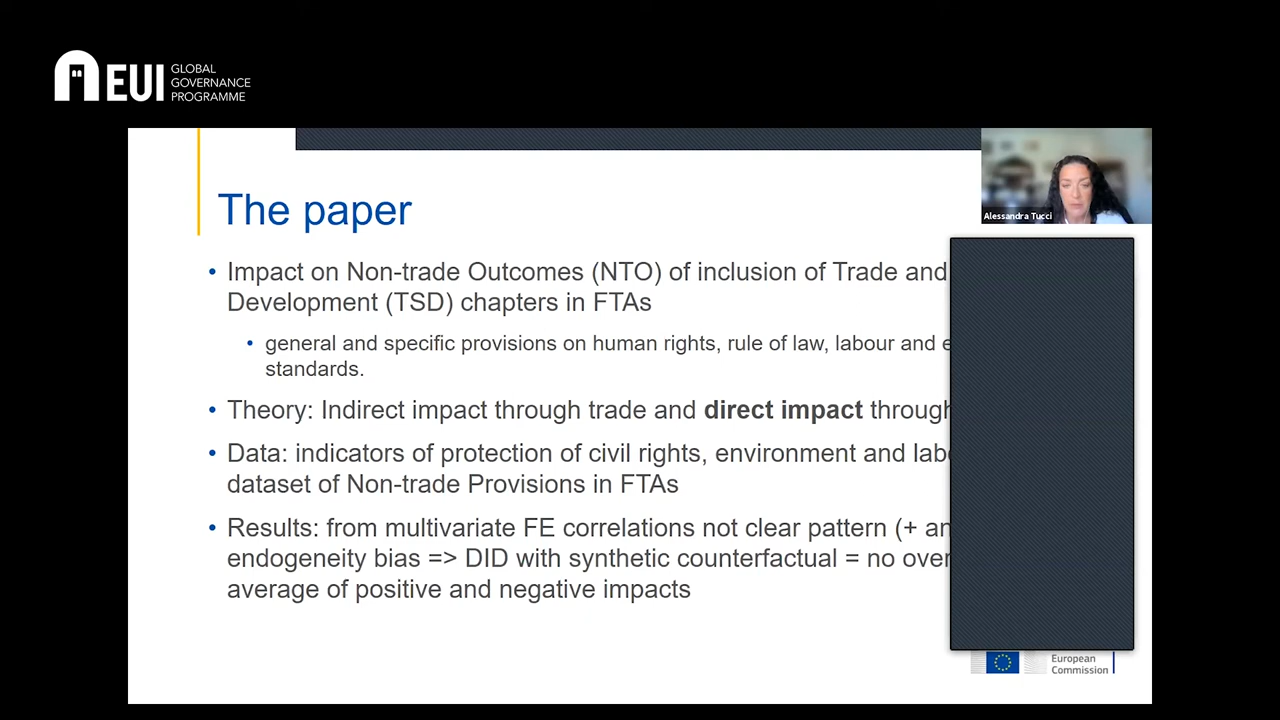 EUI
GLOBAL
GOVERNANCE
PROGRAMME
Alessandra Tucci
The paper
• Impact on Non-trade Outcomes (NTO) of inclusion of Trade and
Development (TSD) chapters in FTAs
• general and specific provisions on human rights, rule of law, labour and
standards.
• Theory: Indirect impact through trade and direct impact through
• Data: indicators of protection of civil rights, environment and
dataset of Non-trade Provisions in FTAs
• Results: from multivariate FE correlations not clear pattern (+
endogeneity bias => DID with synthetic counterfactual = no
average of positive and negative impacts
European
Commission